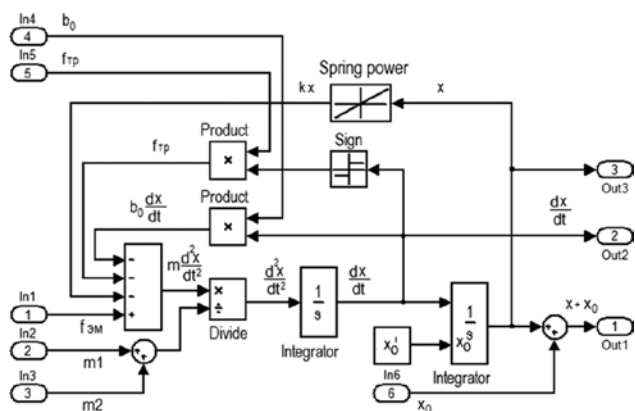 In4
4
b₀
In5
5
fтр
Spring power
kx
x
Product
×
fтр
Sign
3
Out3
Product
×
b₀ dx/dt
dx/dt
2
Out2
-
-
-
+
m d²x/dt²
×
÷
Divide
d²x/dt²
1/s
Integrator
dx/dt
1/s
x₀
Integrator
x₀'
x + x₀
1
Out1
In1
1
fэм
In2
2
m1
+
+
In3
3
m2
In6
6
x₀
+
+